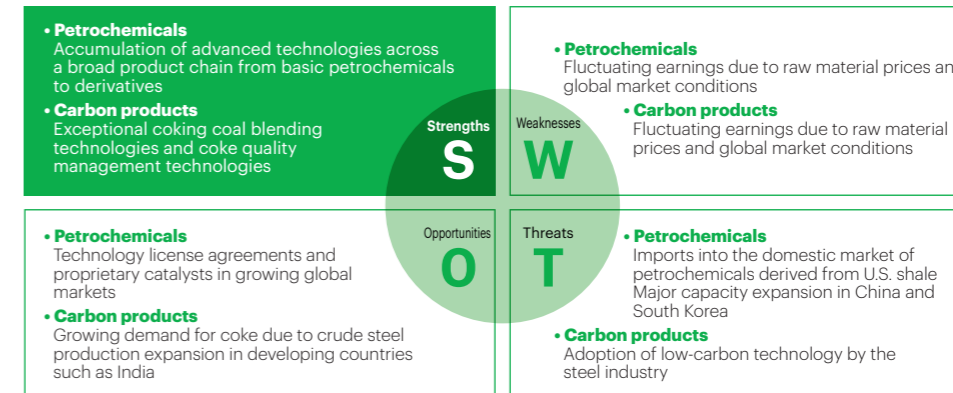 • Petrochemicals
Accumulation of advanced technologies across
a broad product chain from basic petrochemicals
to derivatives
• Carbon products
Exceptional coking coal blending
technologies and coke quality
management technologies
Strengths
S
Weaknesses
W
• Petrochemicals
Fluctuating earnings due to raw material prices
global market conditions
• Carbon products
Fluctuating earnings due to raw material
prices and global market conditions
• Petrochemicals
Technology license agreements and
proprietary catalysts in growing global
markets
• Carbon products
Growing demand for coke due to crude steel
production expansion in developing countries
such as India
Opportunities
O
Threats
T
• Petrochemicals
Imports into the domestic market of
petrochemicals derived from U.S. shale
Major capacity expansion in China and
South Korea
• Carbon products
Adoption of low-carbon technology by the
steel industry